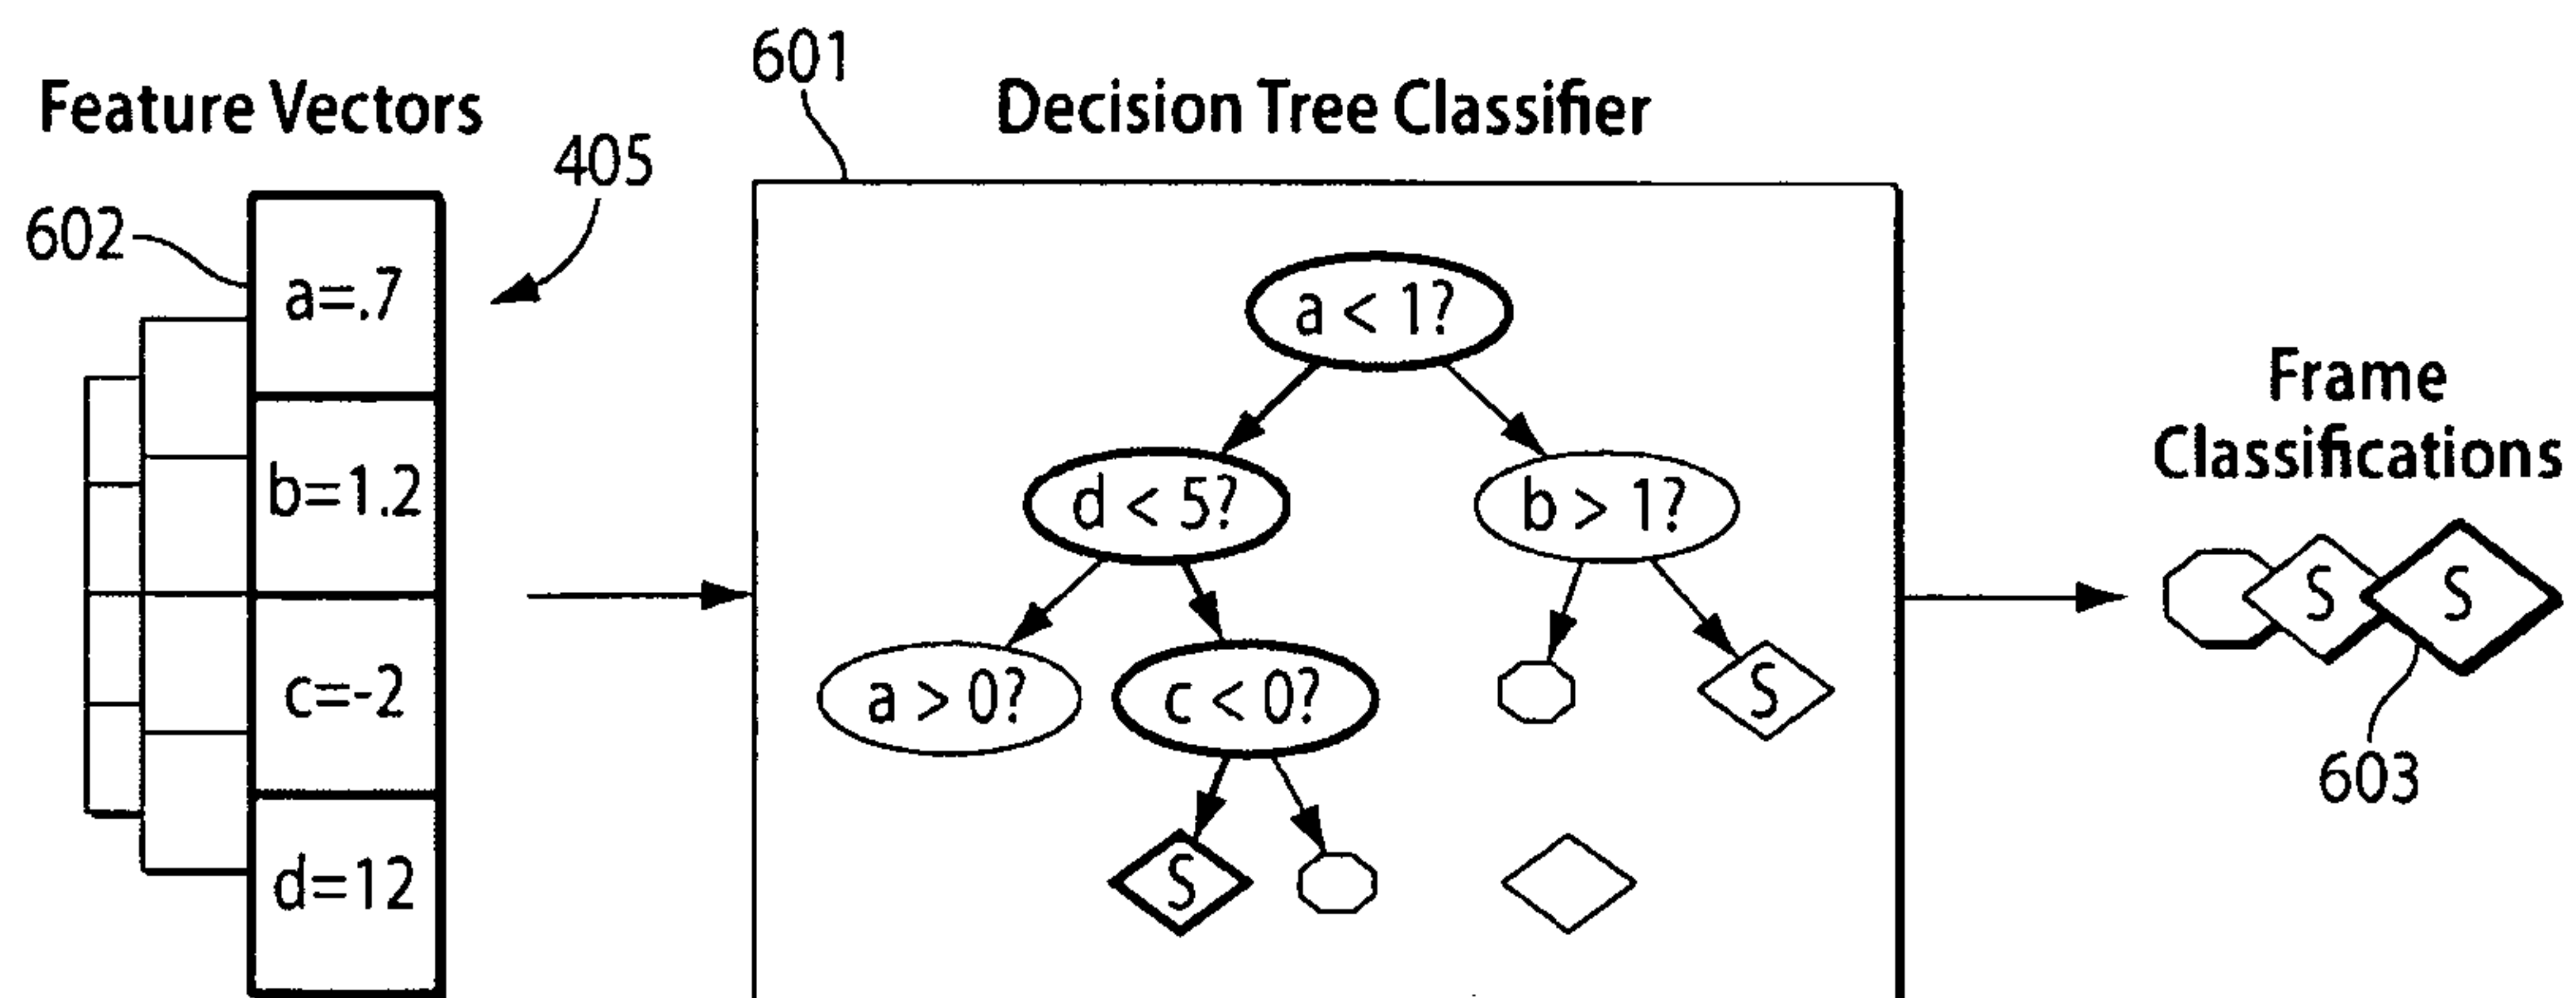 601
Feature Vectors
Decision Tree Classifier
405
602
a=.7
b=1.2
c=-2
d=12
a < 1?
d < 5?
b > 1?
a > 0?
c < 0?
S
S
Frame
Classifications
S
S
603